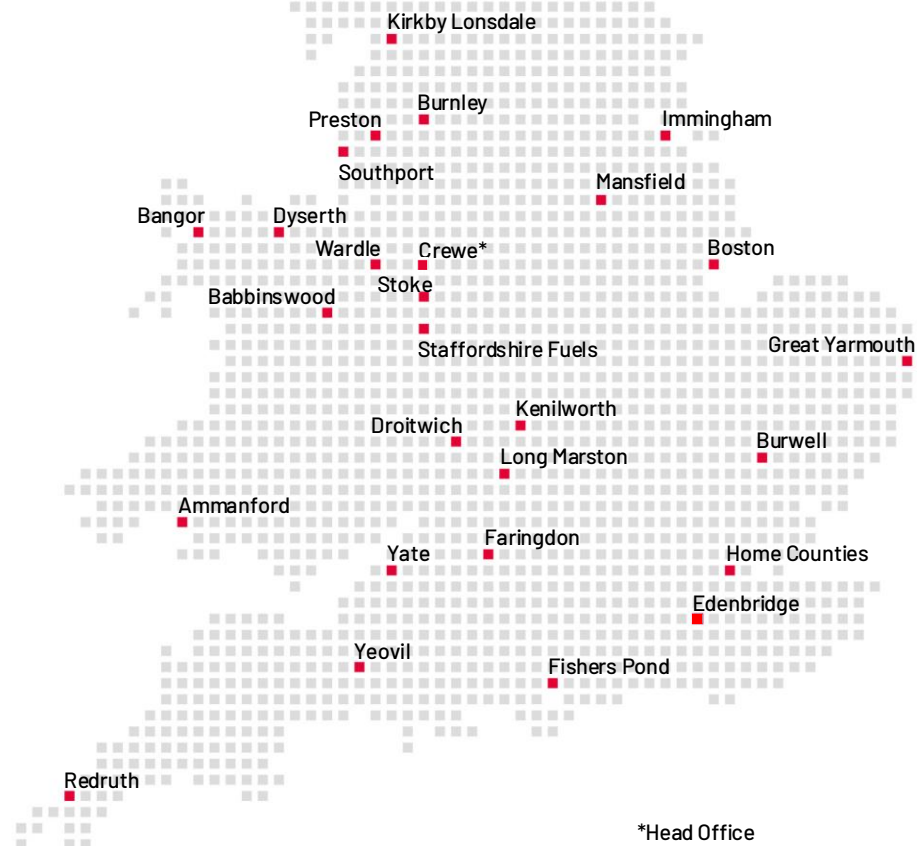 Kirkby Lonsdale
Burnley
Preston
Immingham
Southport
Mansfield
Bangor
Dyserth
Wardle
Crewe*
Boston
Stoke
Babbinswood
Staffordshire Fuels
Great Yarmouth
Kenilworth
Droitwich
Burwell
Long Marston
Ammanford
Faringdon
Yate
Home Counties
Edenbridge
Yeovil
Fishers Pond
Redruth
*Head Office